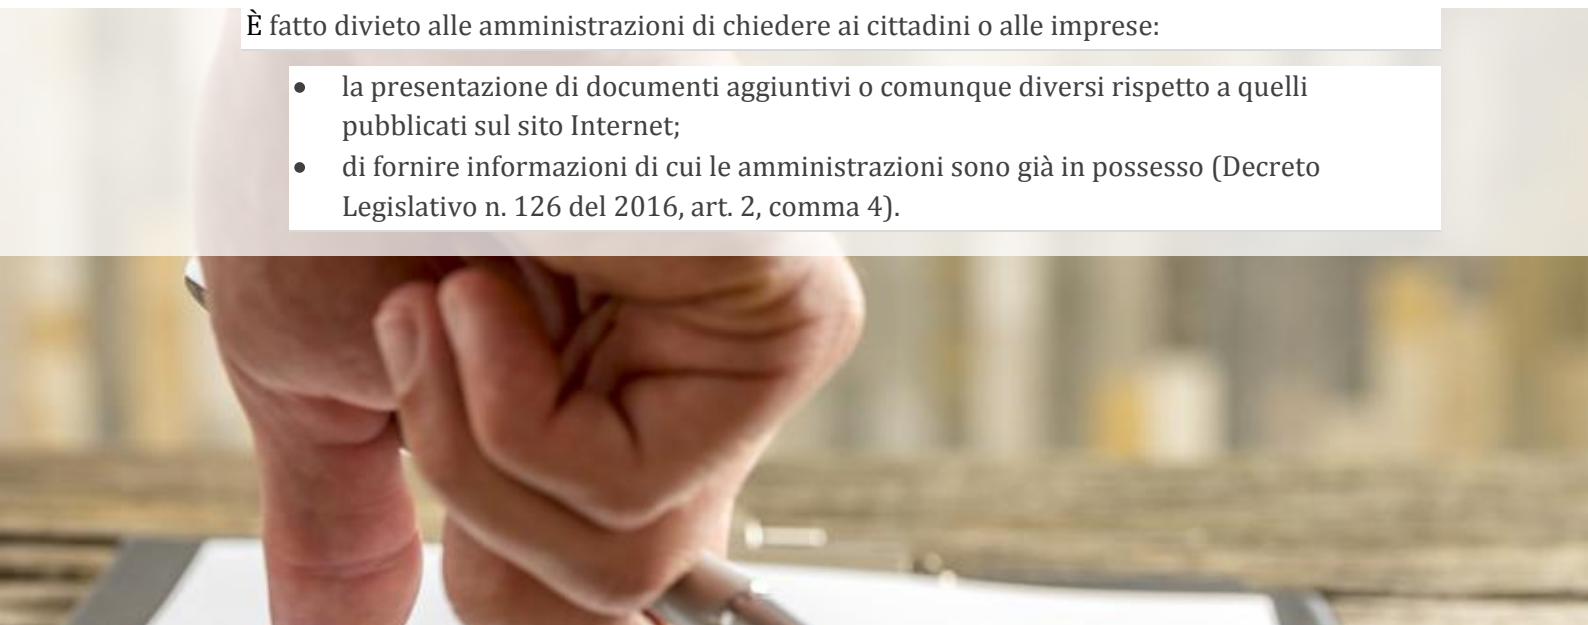 È fatto divieto alle amministrazioni di chiedere ai cittadini o alle imprese:
• la presentazione di documenti aggiuntivi o comunque diversi rispetto a quelli
pubblicati sul sito Internet;
• di fornire informazioni di cui le amministrazioni sono già in possesso (Decreto
Legislativo n. 126 del 2016, art. 2, comma 4).